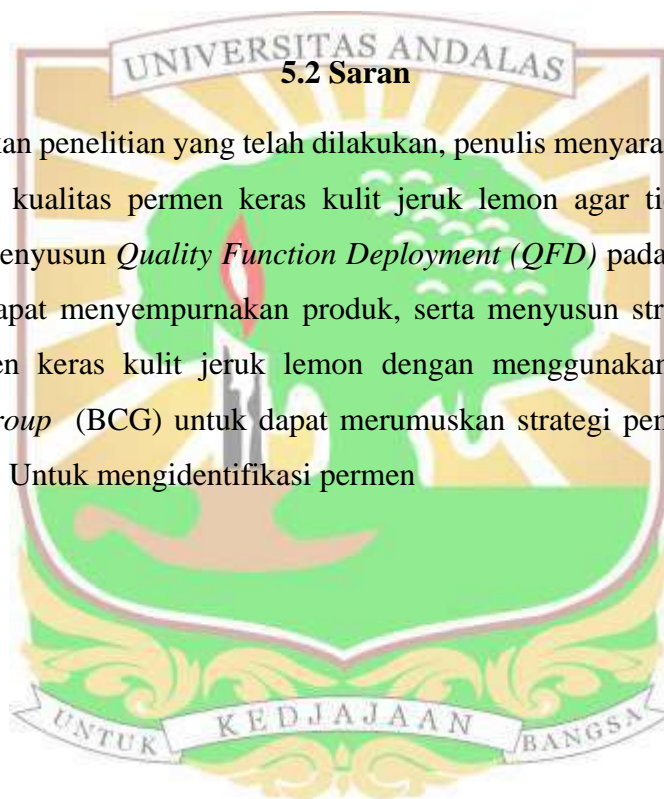 UNIVERSITAS ANDALAS
5.2 Saran
kan penelitian yang telah dilakukan, penulis menyara
kualitas permen keras kulit jeruk lemon agar ti
enyusun Quality Function Deployment (QFD) pada
apat menyempurnakan produk, serta menyusun str
en keras kulit jeruk lemon dengan menggunakan
roup (BCG) untuk dapat merumuskan strategi pen
Untuk mengidentifikasi permen
UNTUK KEDJAJAAN BANGSA